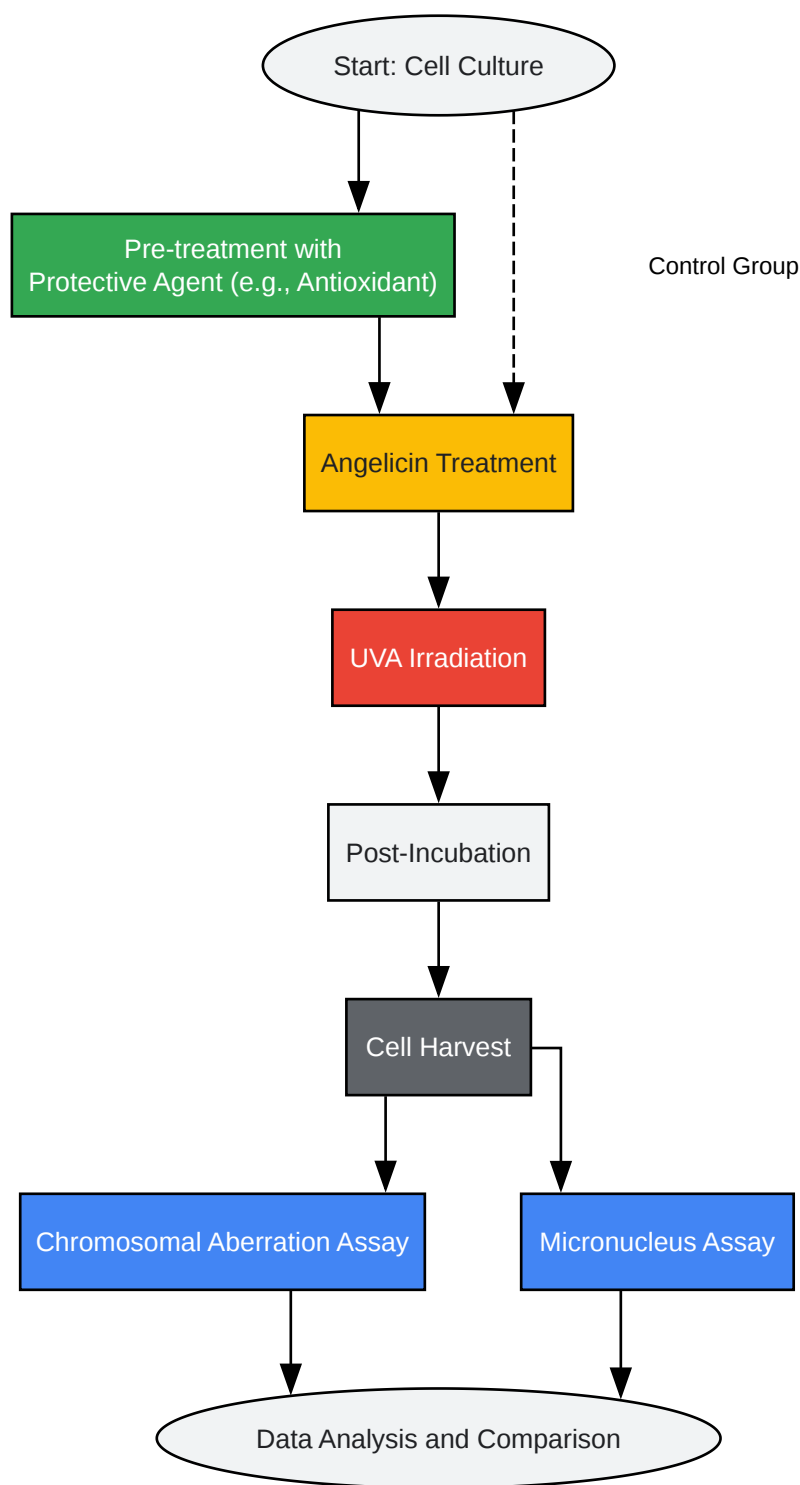 Start: Cell Culture
Pre-treatment with
Protective Agent (e.g., Antioxidant)
Control Group
Angelicin Treatment
UVA Irradiation
Post-Incubation
Cell Harvest
Chromosomal Aberration Assay
Micronucleus Assay
Data Analysis and Comparison